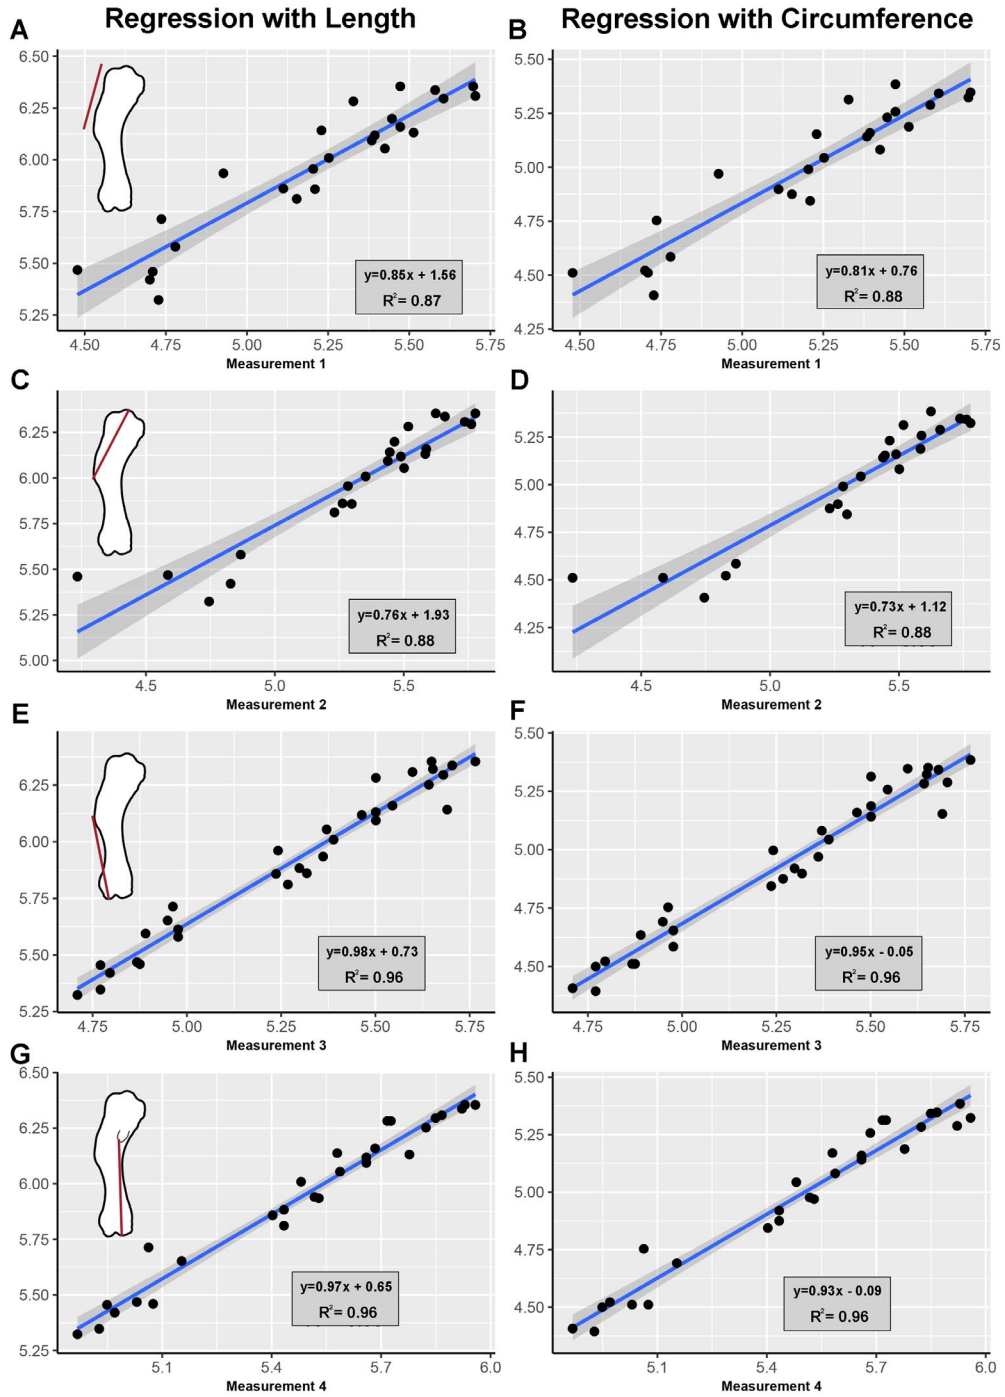 Regression with Length
Regression with Circumference
A
6.50
6.25
6.00
5.75
5.50
5.25
y=0.85x + 1.56
R²= 0.87
4.50 4.75 5.00 5.25 5.50 5.75
Measurement 1
B
5.50
5.25
5.00
4.75
4.50
4.25
y=0.81x + 0.76
R²= 0.88
4.50 4.75 5.00 5.25 5.50 5.75
Measurement 1
C
6.25
6.00
5.75
5.50
5.25
5.00
y=0.76x + 1.93
R²= 0.88
4.5 5.0 5.5
Measurement 2
D
5.25
5.00
4.75
4.50
4.25
y=0.73x + 1.12
R²= 0.88
4.5 5.0 5.5
Measurement 2
E
6.25
6.00
5.75
5.50
5.25
y=0.98x + 0.73
R²= 0.96
4.75 5.00 5.25 5.50 5.75
Measurement 3
F
5.50
5.25
5.00
4.75
4.50
y=0.95x - 0.05
R²= 0.96
4.75 5.00 5.25 5.50 5.75
Measurement 3
G
6.50
6.25
6.00
5.75
5.50
5.25
y=0.97x + 0.65
R²= 0.96
5.1 5.4 5.7 6.0
Measurement 4
H
5.50
5.25
5.00
4.75
4.50
y=0.93x - 0.09
R²= 0.96
5.1 5.4 5.7 6.0
Measurement 4